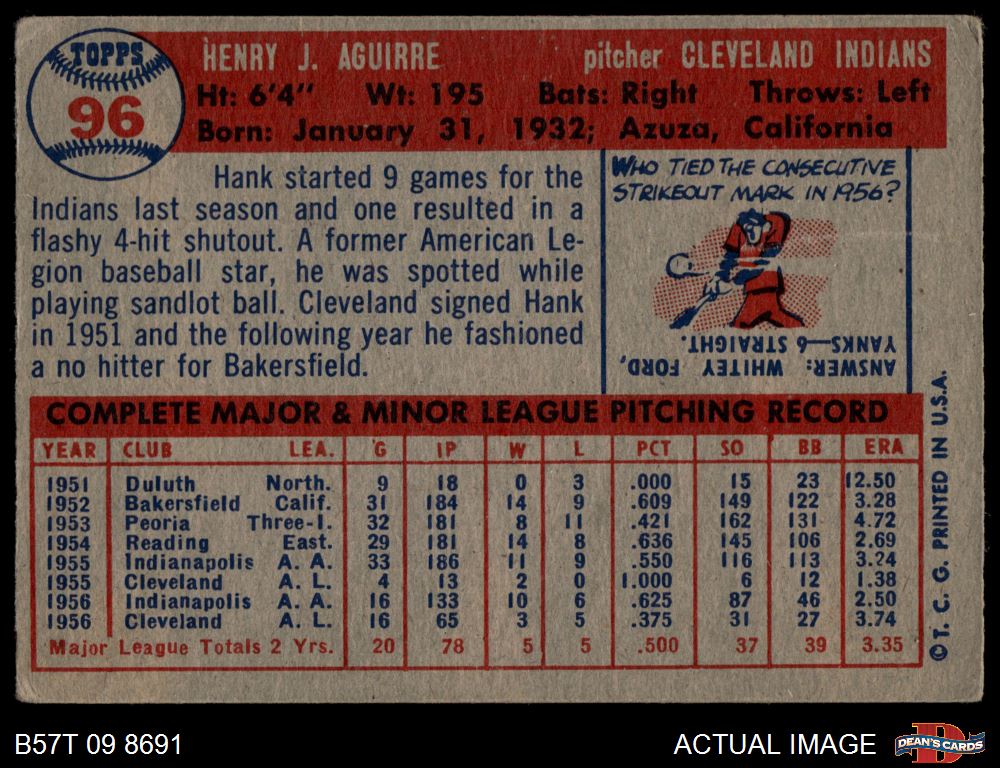 TOPPS
96
HENRY J. AGUIRRE pitcher CLEVELAND INDIANS
Ht: 6'4" Wt: 195 Bats: Right Throws: Left
Born: January 31, 1932; Azuza, California
Hank started 9 games for the
Indians last season and one resulted in a
flashy 4-hit shutout. A former American Le-
gion baseball star, he was spotted while
playing sandlot ball. Cleveland signed Hank
in 1951 and the following year he fashioned
a no hitter for Bakersfield.
WHO TIED THE CONSECUTIVE
STRIKEOUT MARK IN 1956?
ANSWER: WHITEY FORD,
YANKS—6 STRAIGHT.
COMPLETE MAJOR & MINOR LEAGUE PITCHING RECORD
YEAR CLUB LEA. G IP W L PCT SO BB ERA
1951 Duluth North. 9 18 0 3 .000 15 23 12.50
1952 Bakersfield Calif. 31 184 14 9 .609 149 122 3.28
1953 Peoria Three-I. 32 181 8 11 .421 162 131 4.72
1954 Reading East. 29 181 14 8 .636 145 106 2.69
1955 Indianapolis A. A. 33 186 11 9 .550 116 113 3.24
1955 Cleveland A. L. 4 13 2 0 1.000 6 12 1.38
1956 Indianapolis A. A. 16 133 10 6 .625 87 46 2.50
1956 Cleveland A. L. 16 65 3 5 .375 31 27 3.74
Major League Totals 2 Yrs. 20 78 5 5 .500 37 39 3.35
© T. C. G. PRINTED IN U.S.A.
B57T 09 8691
ACTUAL IMAGE
D
DEAN'S CARDS